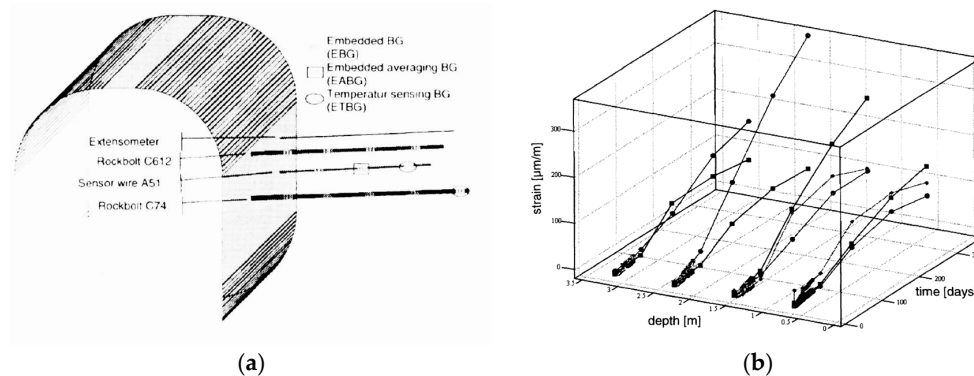 Embedded BG
(EBG)
Embedded averaging BG
(EABG)
Temperatur sensing BG
(ETBG)
Extensometer
Rockbolt C612
Sensor wire A51
Rockbolt C74
(a)
strain [µm/m]
300
200
100
0
3.5
3
2.5
2
1.5
1
0.5
0
depth [m]
0
100
200
3
time [days
(b)